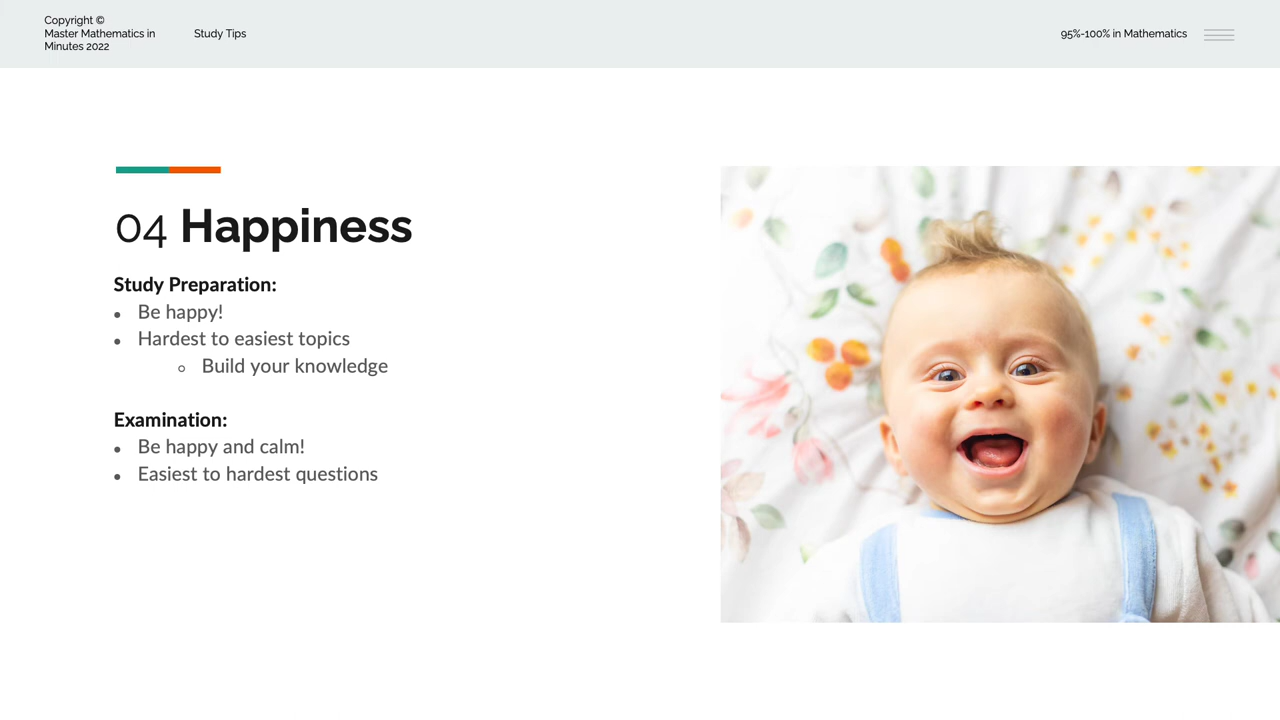 Copyright ©
Master Mathematics in
Minutes 2022
Study Tips
95%-100% in Mathematics
04 Happiness
Study Preparation:
• Be happy!
• Hardest to easiest topics
○ Build your knowledge
Examination:
• Be happy and calm!
• Easiest to hardest questions